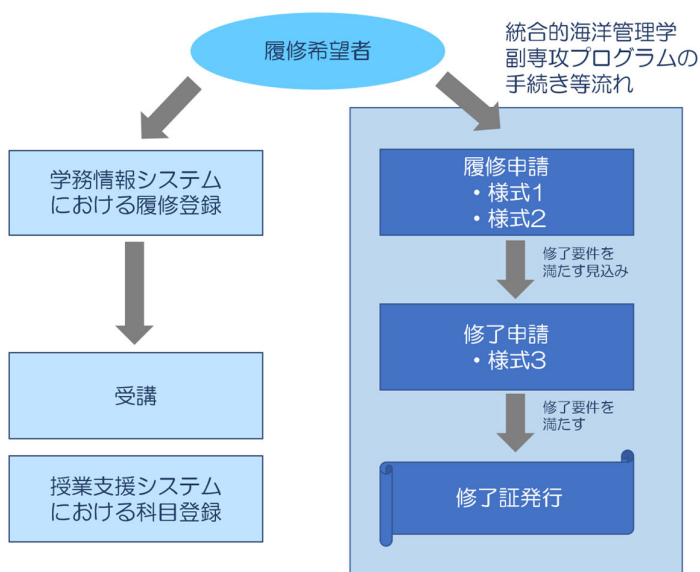 履修希望者
統合的海洋管理学
副専攻プログラムの
手続き等流れ
学務情報システム
における履修登録
受講
授業支援システム
における科目登録
履修申請
・様式1
・様式2
修了要件を
満たす見込み
修了申請
・様式3
修了要件を
満たす
修了証発行